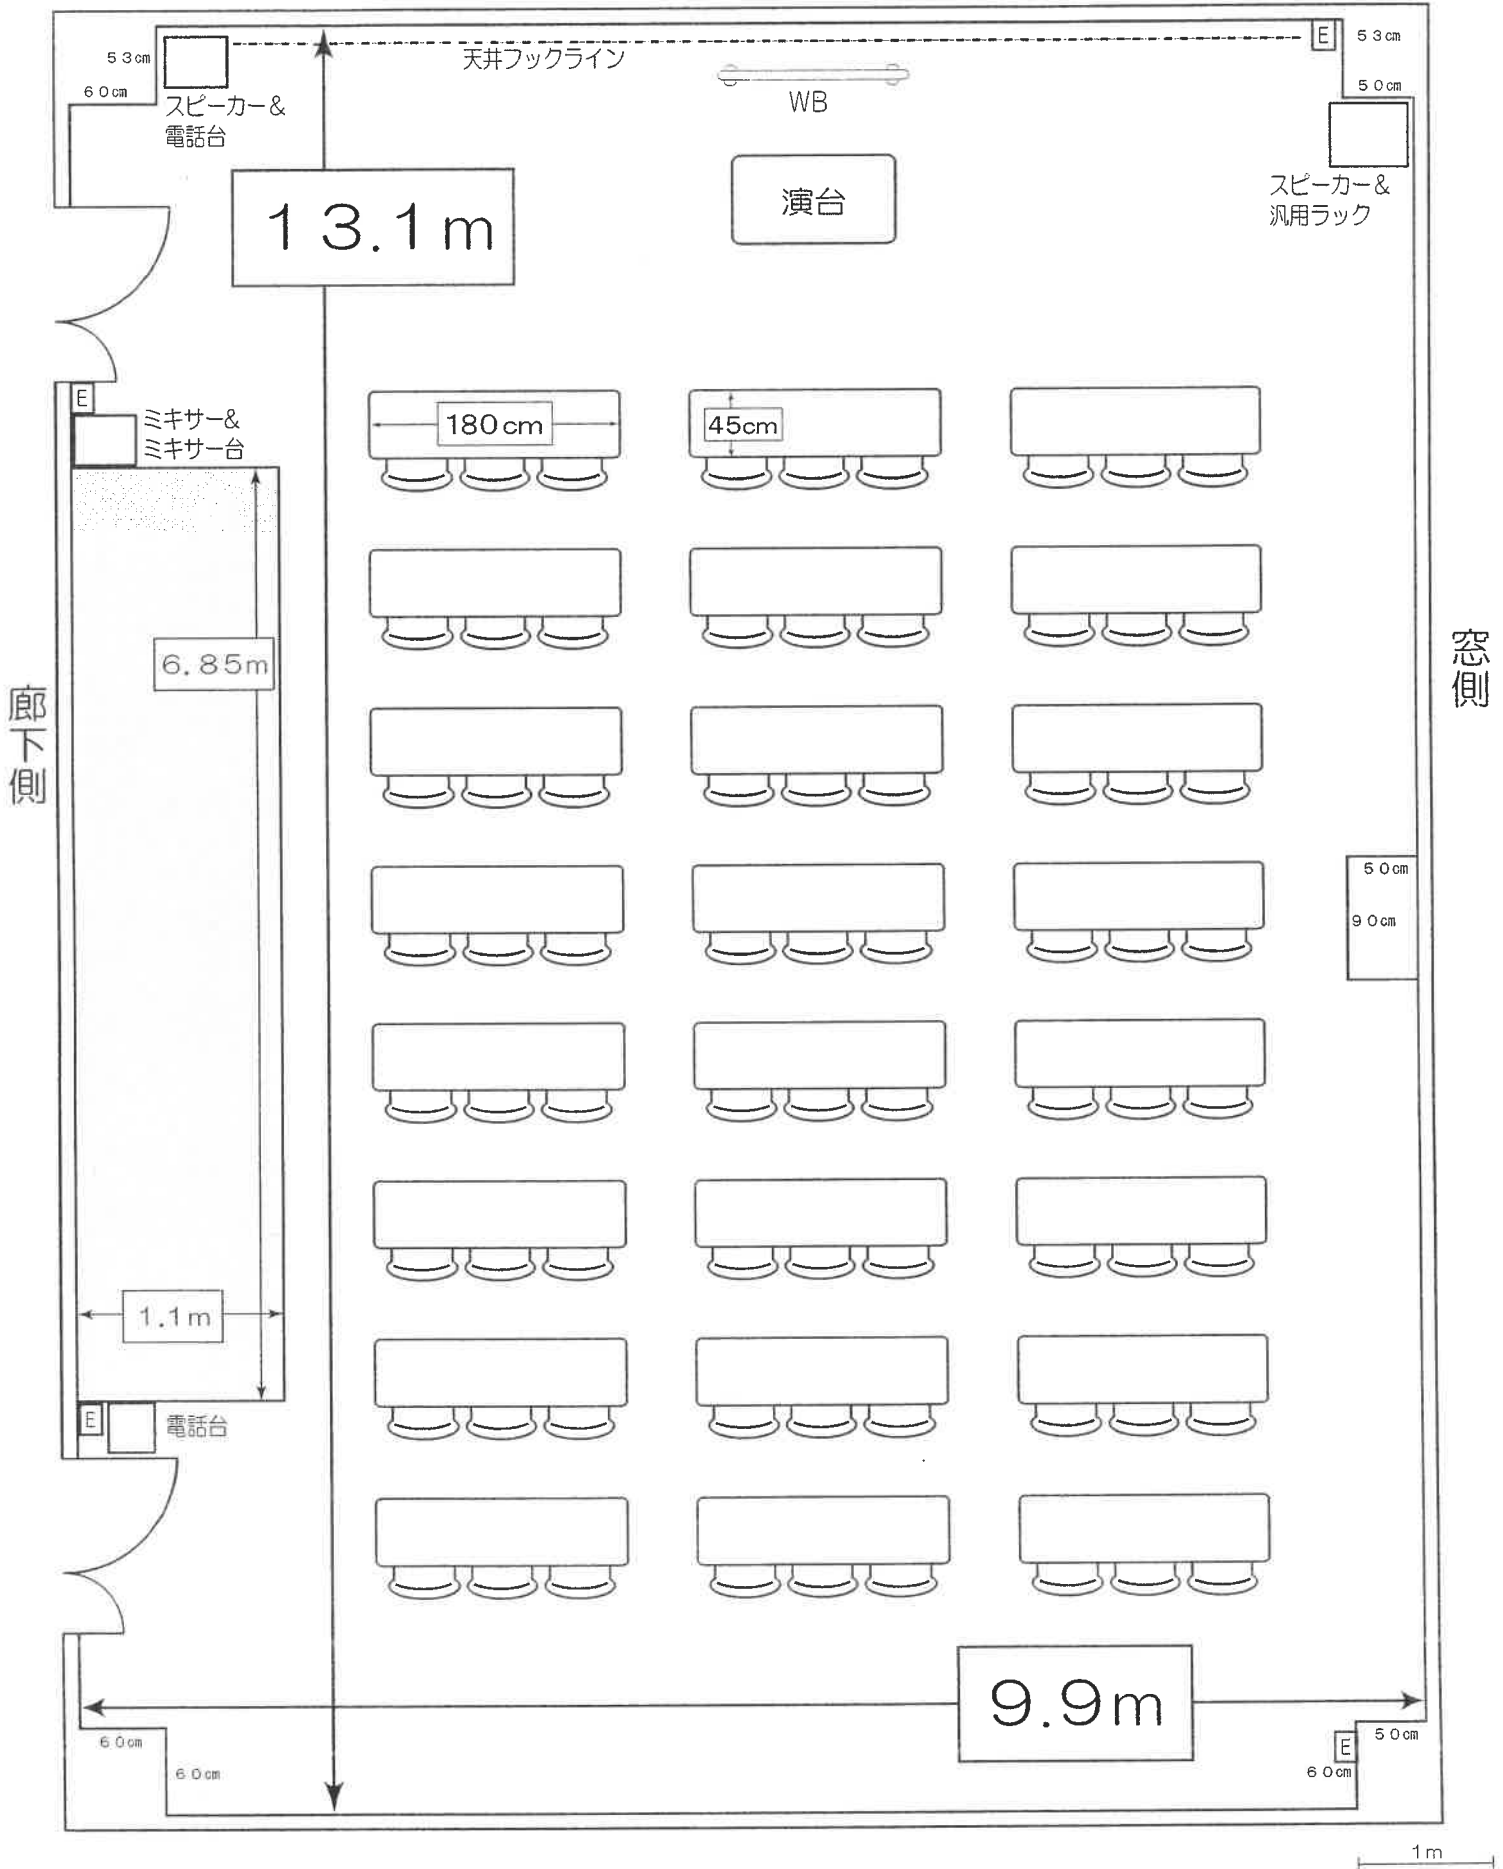 E
53cm
53cm
天井フックライン
60cm
50cm
スピーカー&
電話台
WB
13.1m
演台
スピーカー&
汎用ラック
E
ミキサー&
ミキサー台
180cm
45cm
6.85m
廊下側
窓側
50cm
90cm
1.1m
E
電話台
9.9m
60cm
60cm
E
50cm
60cm
1m